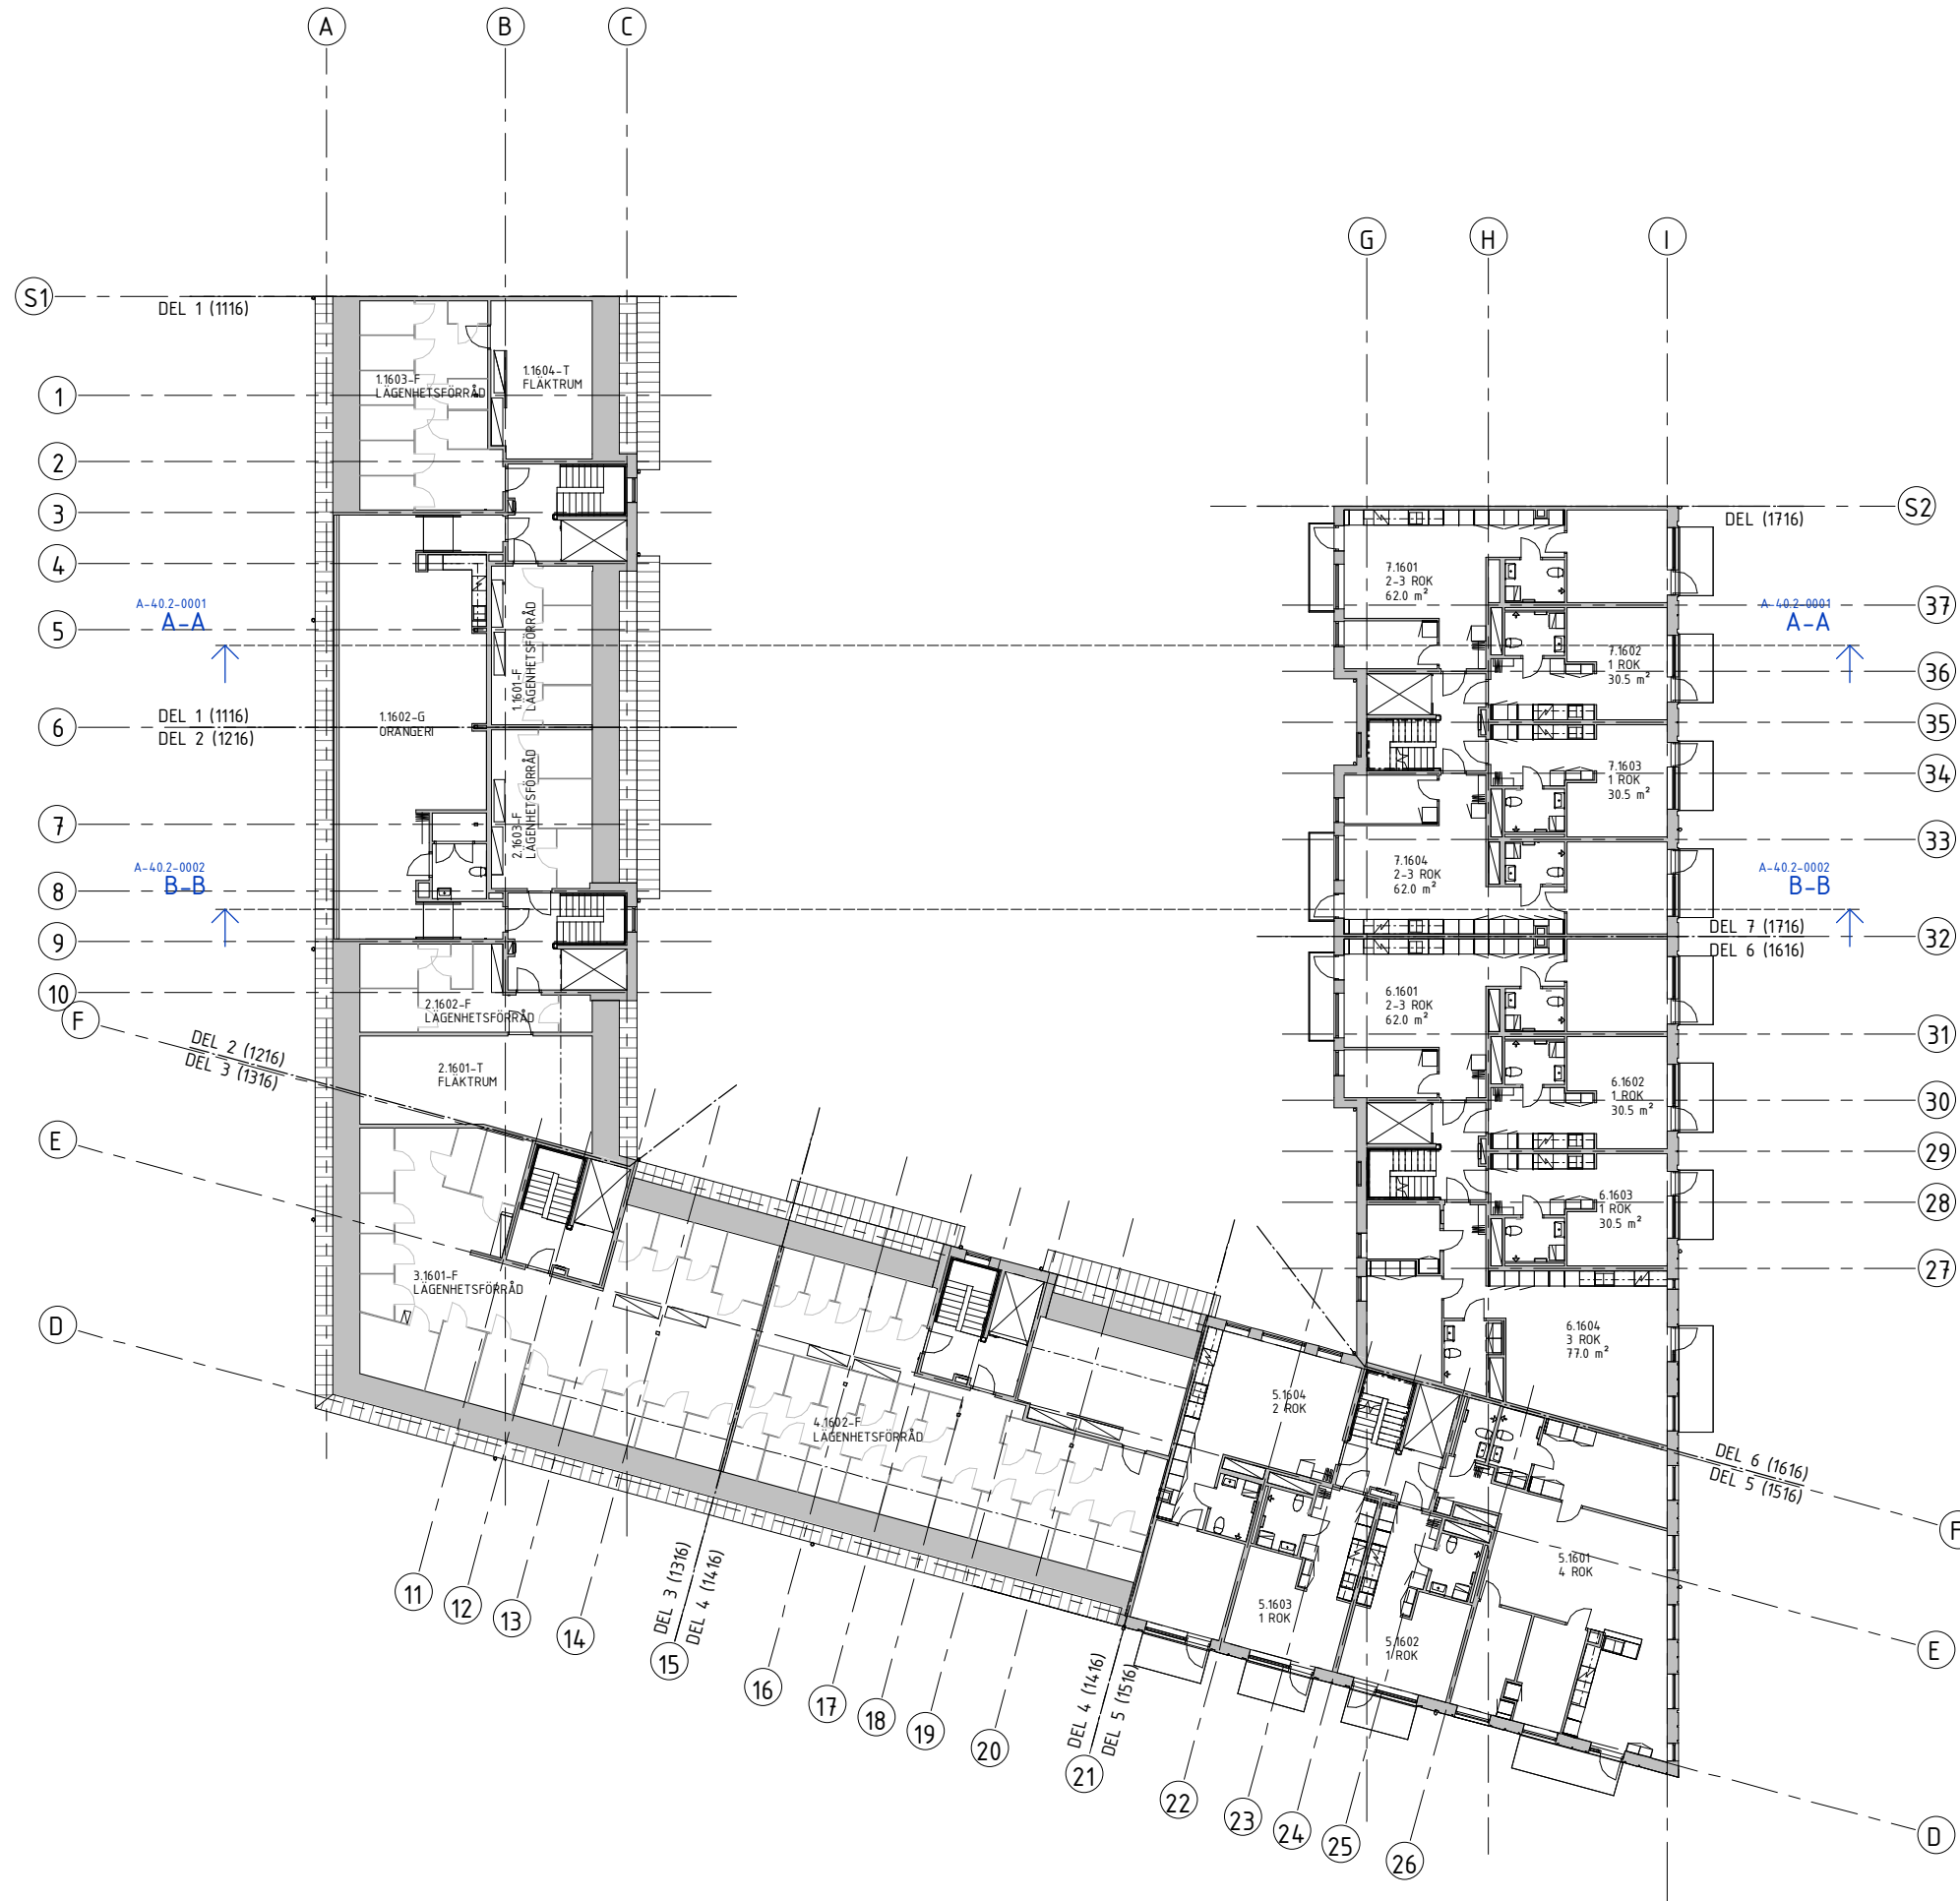 A
B
C
G
H
I
S1
DEL 1 (1116)
S2
DEL (1716)
1
2
3
4
5
6
7
8
9
10
F
E
D
1.1603-F
LÄGENHETSFÖRRÅD
1.1604-T
FLÄKTRUM
A-40.2-0001
A-A
1.1601-F
LÄGENHETSFÖRRÅD
1.1602-G
ORANGERI
DEL 1 (1116)
DEL 2 (1216)
2.1603-F
LÄGENHETSFÖRRÅD
A-40.2-0002
B-B
2.1602-F
LÄGENHETSFÖRRÅD
DEL 2 (1216)
DEL 3 (1316)
2.1601-T
FLÄKTRUM
3.1601-F
LÄGENHETSFÖRRÅD
4.1602-F
LÄGENHETSFÖRRÅD
7.1601
2-3 ROK
62.0 m²
A-40.2-0001
A-A
7.1602
1 ROK
30.5 m²
7.1603
1 ROK
30.5 m²
7.1604
2-3 ROK
62.0 m²
A-40.2-0002
B-B
DEL 7 (1716)
DEL 6 (1616)
6.1601
2-3 ROK
62.0 m²
6.1602
1 ROK
30.5 m²
6.1603
1 ROK
30.5 m²
6.1604
3 ROK
77.0 m²
5.1604
2 ROK
DEL 6 (1616)
DEL 5 (1516)
5.1601
4 ROK
5.1603
1 ROK
5.1602
1 ROK
37
36
35
34
33
32
31
30
29
28
27
F
E
D
11
12
13
14
DEL 3 (1316)
DEL 4 (1416)
15
16
17
18
19
20
DEL 4 (1416)
DEL 5 (1516)
21
22
23
24
25
26